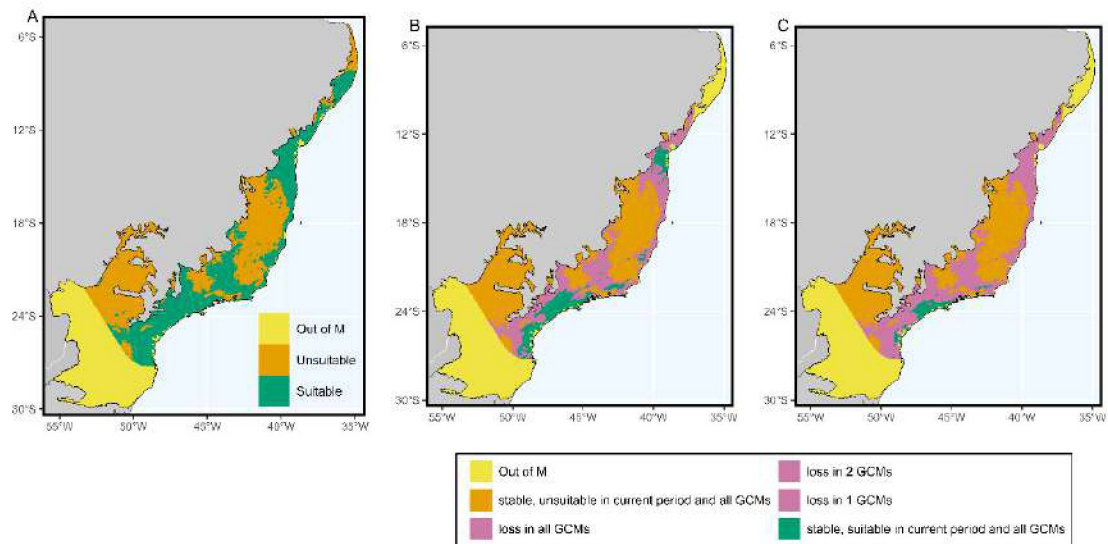 A
6°S
12°S
18°S
24°S
30°S
55°W
50°W
45°W
40°W
35°W
Out of M
Unsuitable
Suitable
B
6°S
12°S
18°S
24°S
30°S
55°W
50°W
45°W
40°W
35°W
C
6°S
12°S
18°S
24°S
30°S
55°W
50°W
45°W
40°W
35°W
Out of M
stable, unsuitable in current period and all GCMs
loss in all GCMs
loss in 2 GCMs
loss in 1 GCMs
stable, suitable in current period and all GCMs